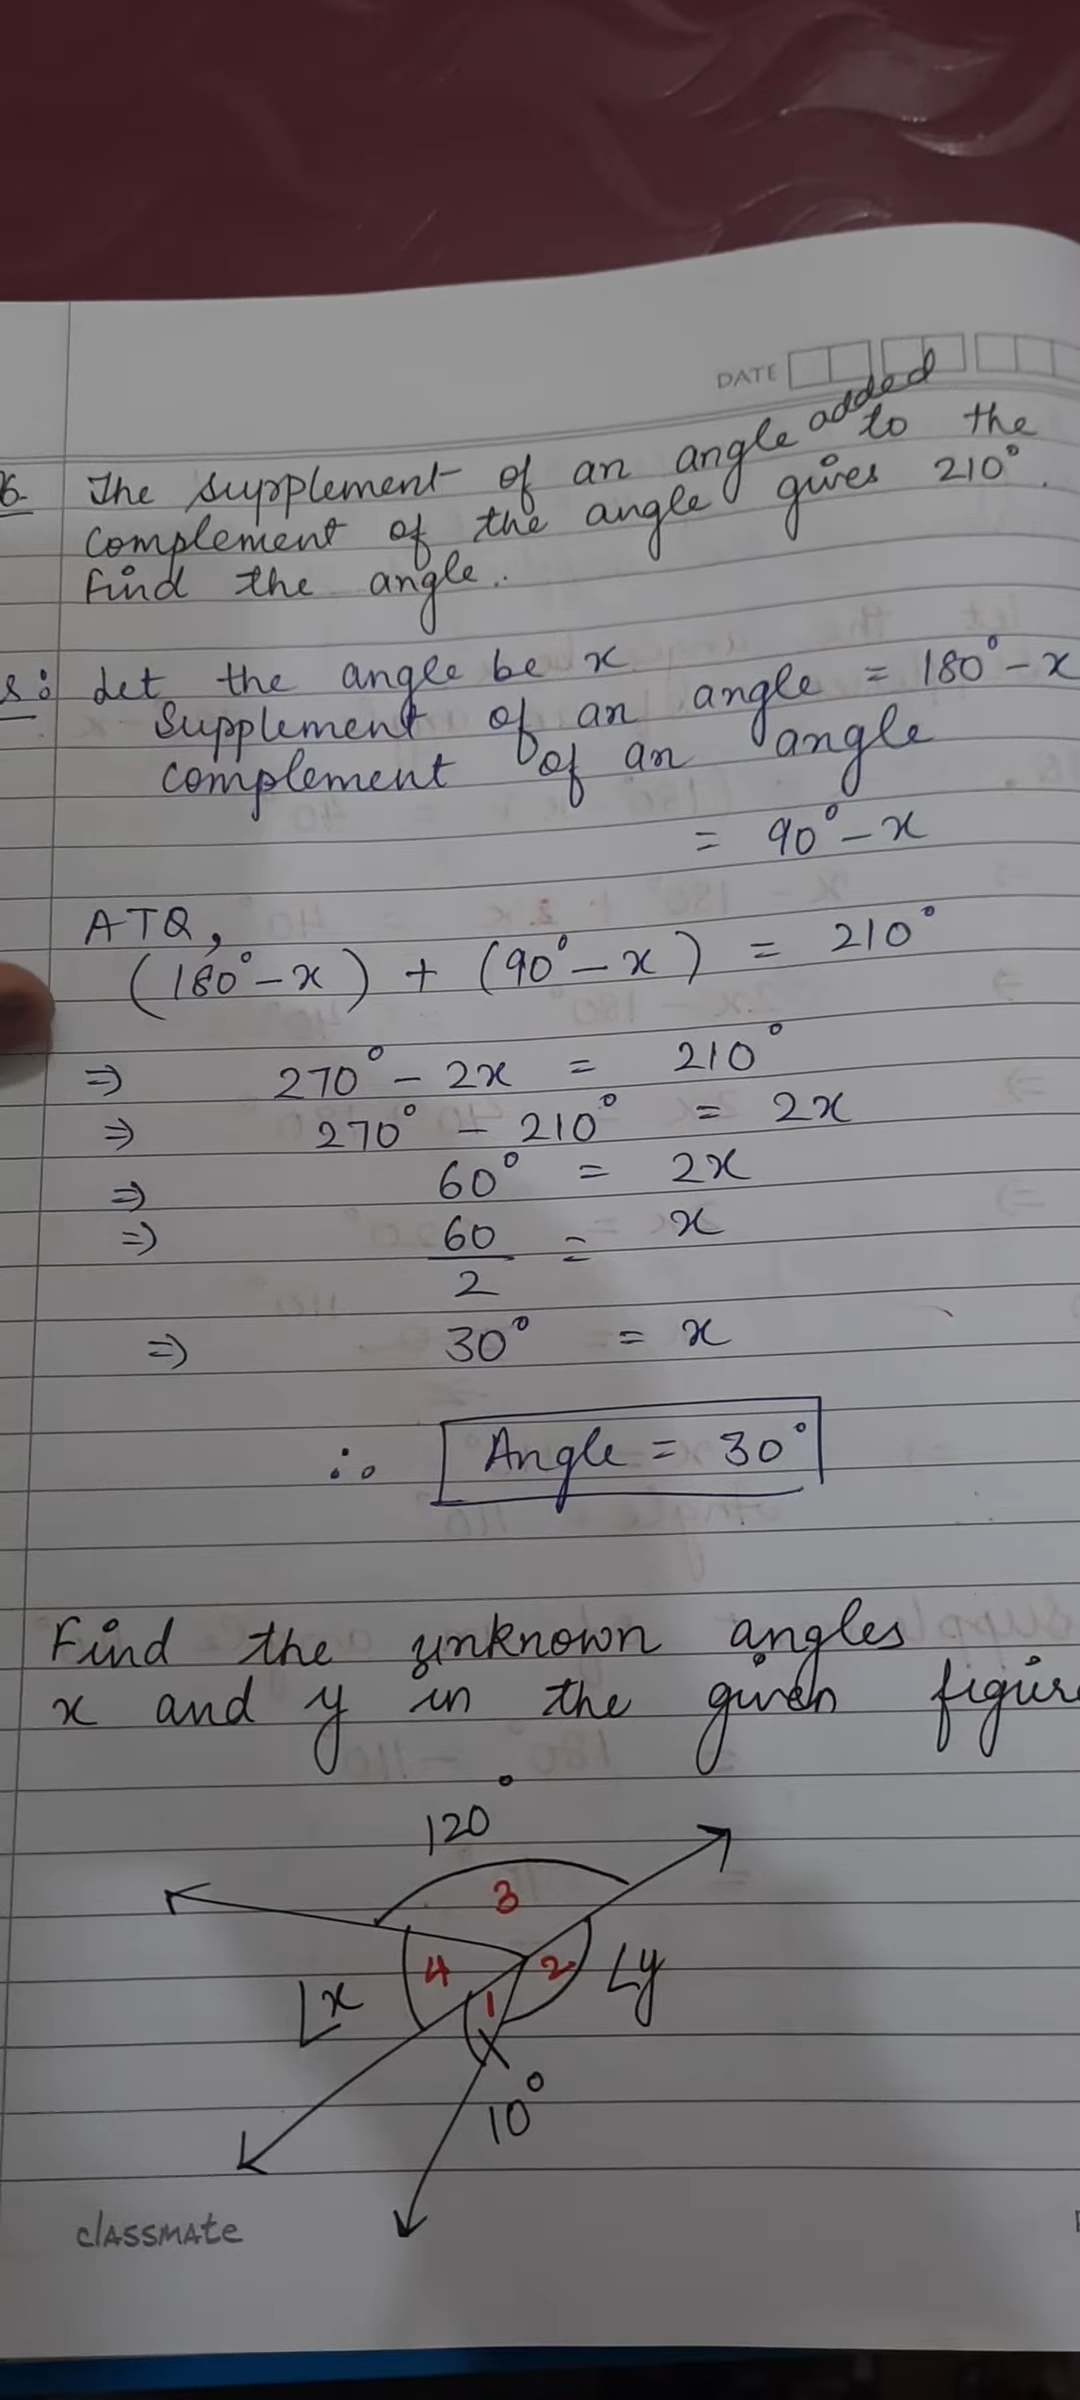 DATE
6. The supplement of an angle added to the
complement of the angle gives 210°.
Find the angle.
s: Let the angle be x
Supplement of an angle = 180° - x
complement of an angle
= 90° - x
ATQ,
(180° - x) + (90° - x) = 210°
⇒ 270° - 2x = 210°
⇒ 270° - 210° = 2x
⇒ 60° = 2x
⇒ 60/2 = x
⇒ 30° = x
∴ Angle = 30°
Find the unknown angles
x and y in the given figure
120°
3
4 2 ∠y
∠x 1
10°
classmate